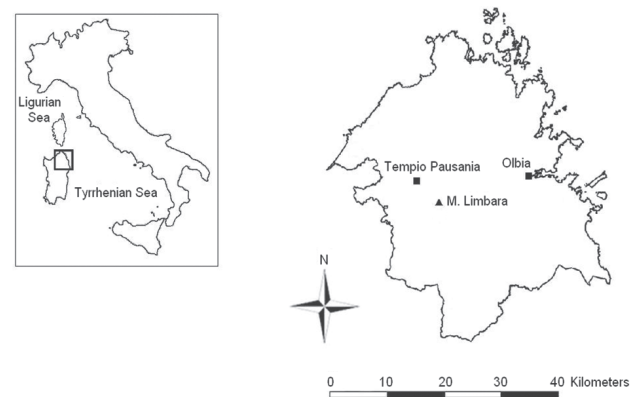 Ligurian
Sea
Tyrrhenian Sea
Tempio Pausania
Olbia
M. Limbara
N
0 10 20 30 40 Kilometers